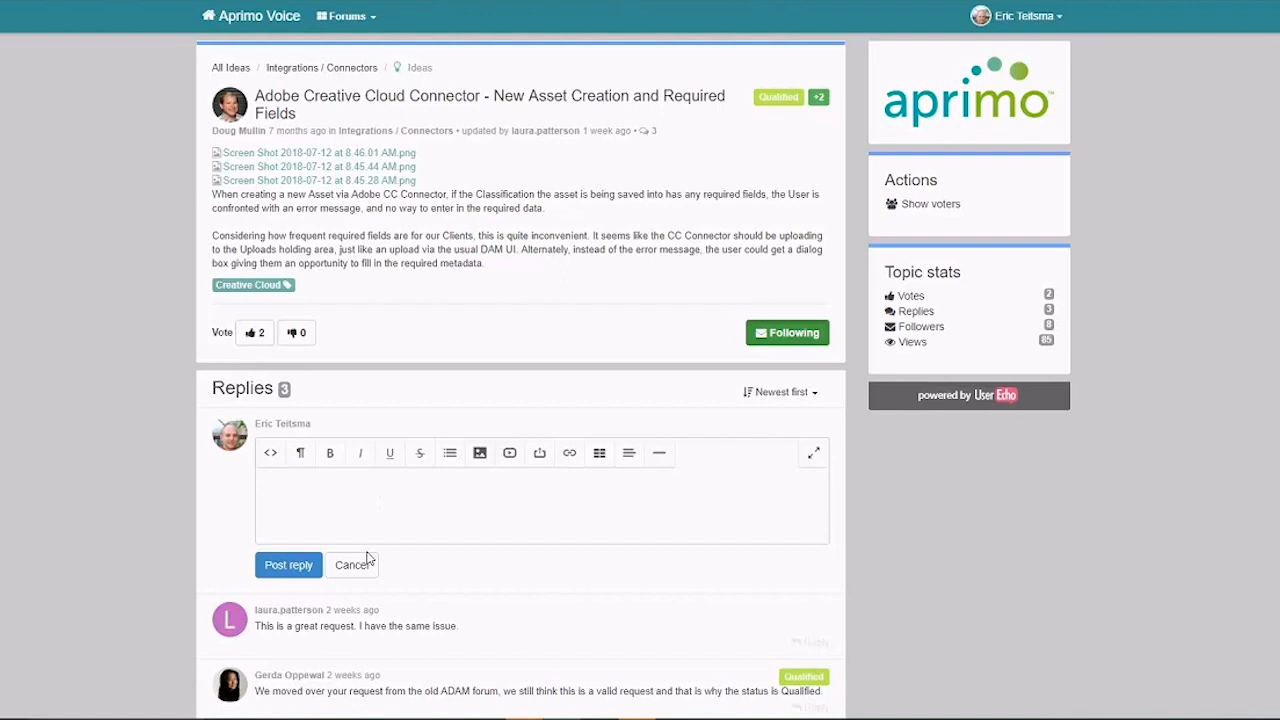 Aprimo Voice Forums Eric Teitsma
All Ideas / Integrations / Connectors / Ideas
Adobe Creative Cloud Connector - New Asset Creation and Required
Fields
Qualified +2
Doug Mullin 7 months ago in Integrations / Connectors • updated by laura.patterson 1 week ago • 3
Screen Shot 2018-07-12 at 8.46.01 AM.png
Screen Shot 2018-07-12 at 8.45.44 AM.png
Screen Shot 2018-07-12 at 8.45.28 AM.png
When creating a new Asset via Adobe CC Connector, if the Classification the asset is being saved into has any required fields, the User is
confronted with an error message, and no way to enter in the required data.
Considering how frequent required fields are for our Clients, this is quite inconvenient. It seems like the CC Connector should be uploading
to the Uploads holding area, just like an upload via the usual DAM UI. Alternately, instead of the error message, the user could get a dialog
box giving them an opportunity to fill in the required metadata.
Creative Cloud
Vote 2 0 Following
Replies 3
Newest first
Eric Teitsma
B I U S
Post reply Cancel
laura.patterson 2 weeks ago
L
This is a great request. I have the same issue.
Reply
Gerda Oppewal 2 weeks ago
Qualified
We moved over your request from the old ADAM forum, we still think this is a valid request and that is why the status is Qualified.
Reply
aprimo™
Actions
Show voters
Topic stats
Votes 2
Replies 3
Followers 8
Views 85
powered by UserEcho